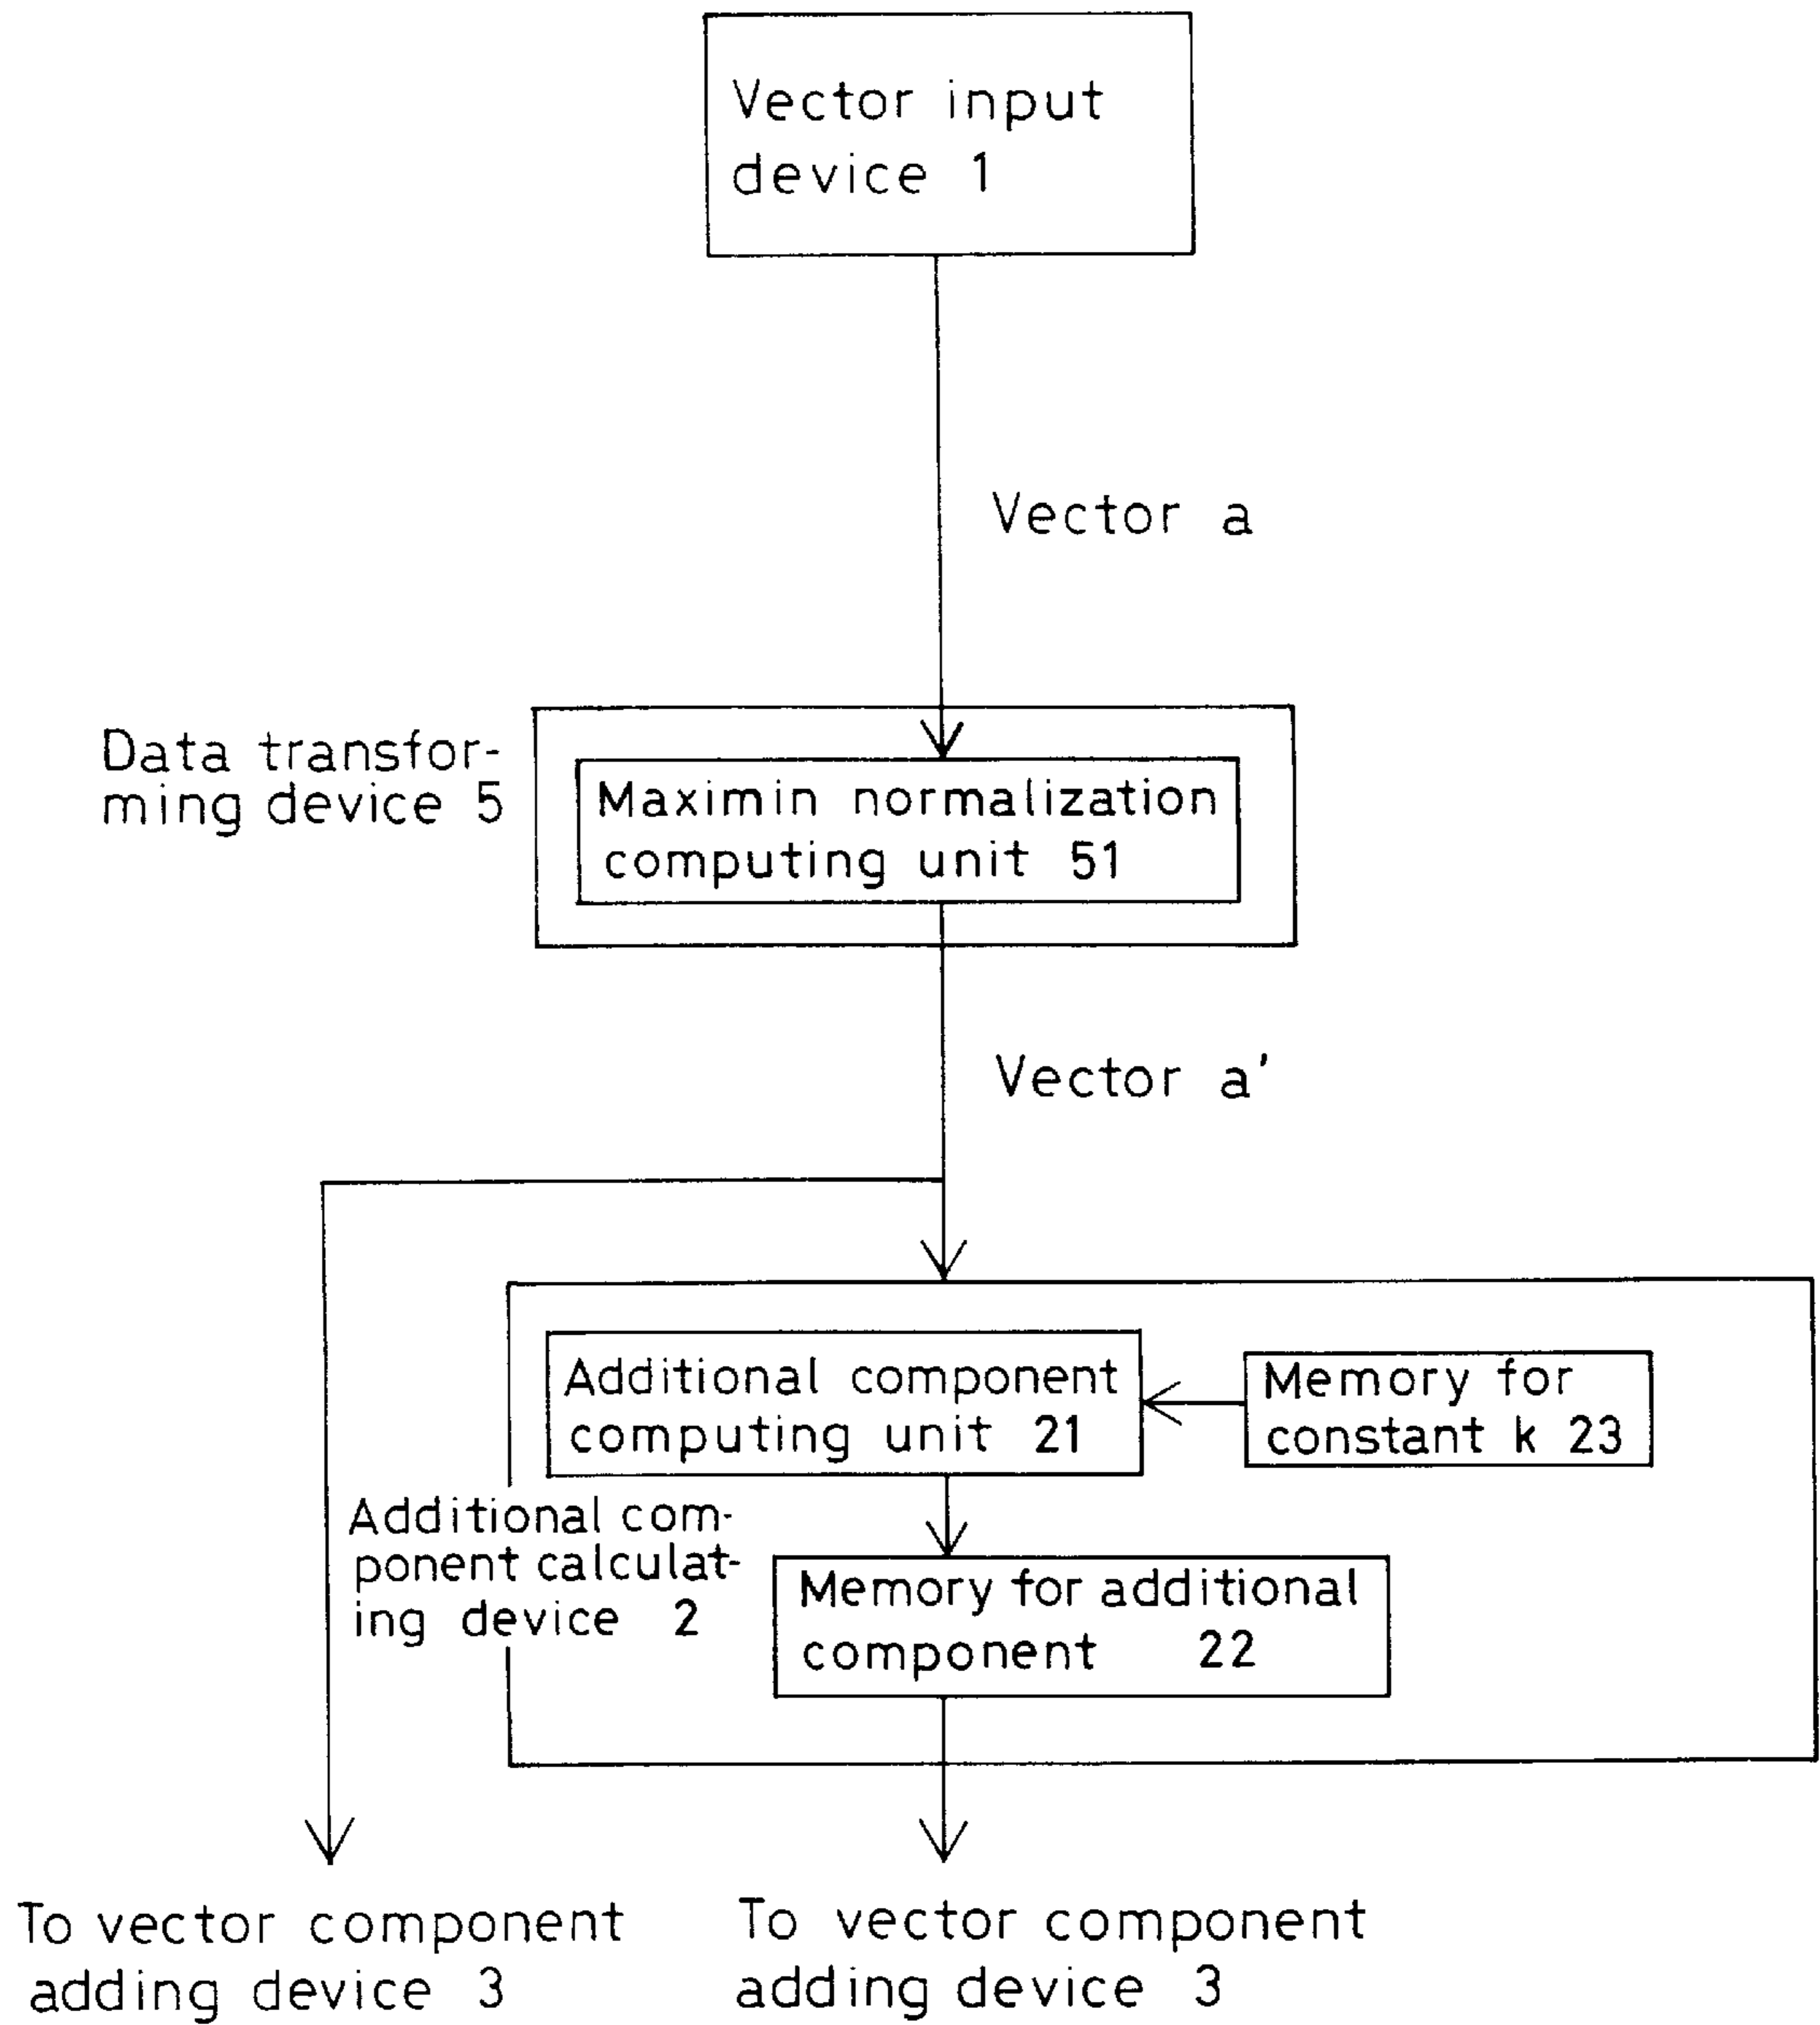 Vector input
device 1
Vector a
Data transfor-
ming device 5
Maximin normalization
computing unit 51
Vector a'
Additional component
computing unit 21
Memory for
constant k 23
Additional com-
ponent calculat-
ing device 2
Memory for additional
component 22
To vector component
adding device 3
To vector component
adding device 3